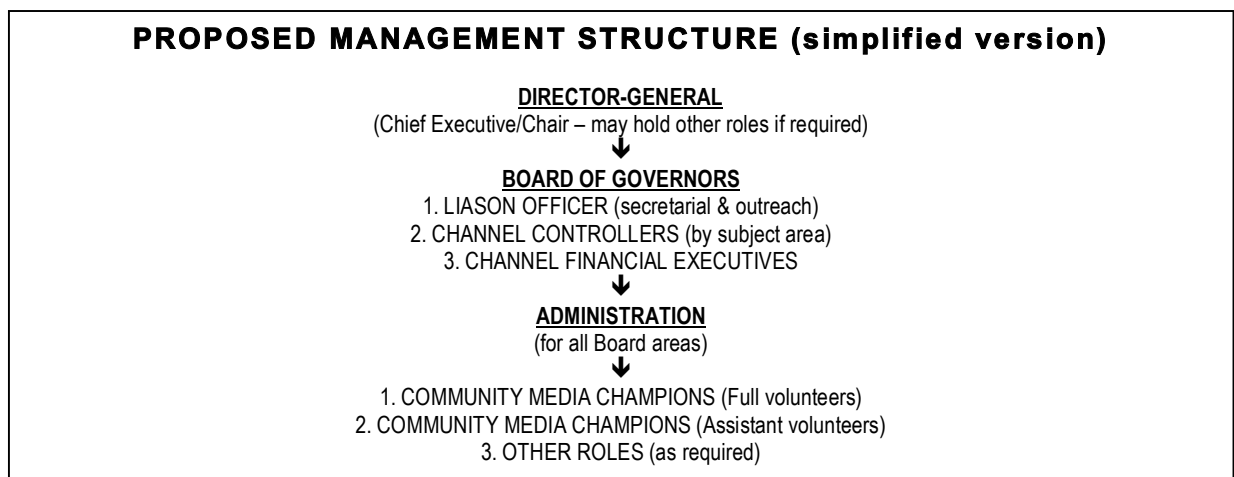 PROPOSED MANAGEMENT STRUCTURE (simplified version)
DIRECTOR-GENERAL
(Chief Executive/Chair – may hold other roles if required)
↓
BOARD OF GOVERNORS
1. LIASON OFFICER (secretarial & outreach)
2. CHANNEL CONTROLLERS (by subject area)
3. CHANNEL FINANCIAL EXECUTIVES
↓
ADMINISTRATION
(for all Board areas)
↓
1. COMMUNITY MEDIA CHAMPIONS (Full volunteers)
2. COMMUNITY MEDIA CHAMPIONS (Assistant volunteers)
3. OTHER ROLES (as required)